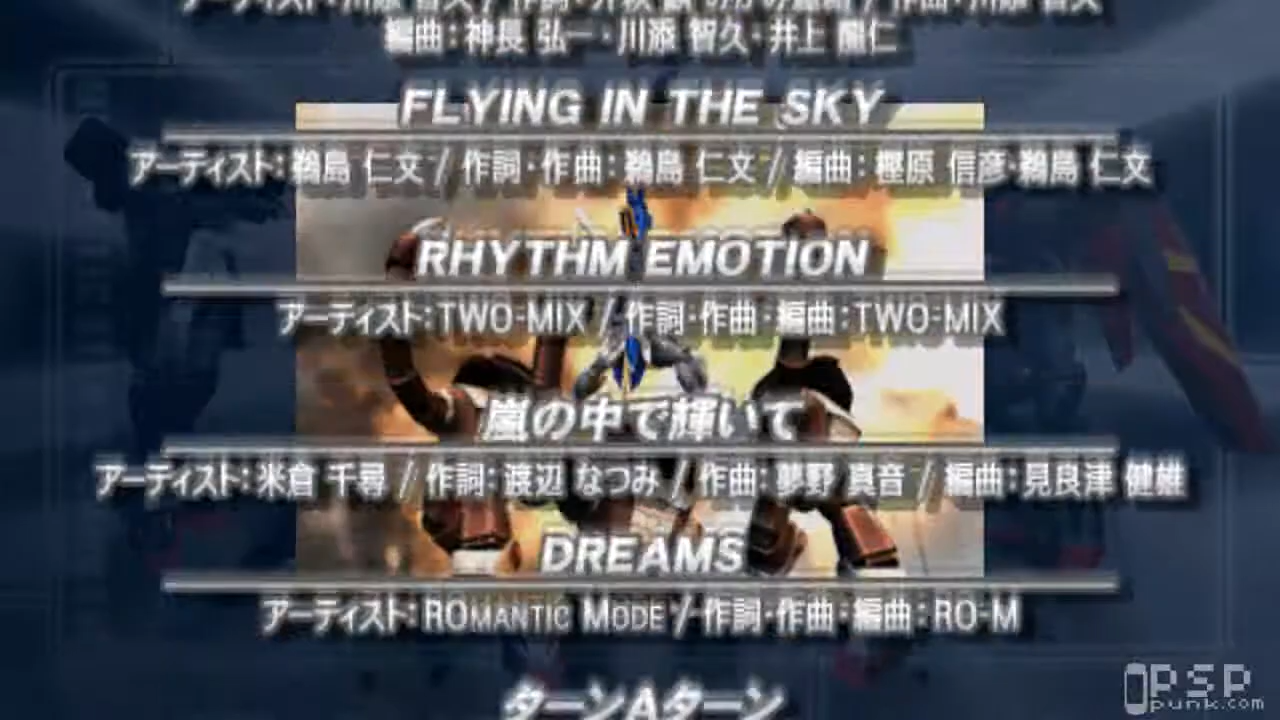 編曲：神長 弘一・川添 智久・井上 龍仁
FLYING IN THE SKY
アーティスト：鵜島 仁文 / 作詞・作曲：鵜島 仁文 / 編曲：樫原 信彦・鵜島 仁文
RHYTHM EMOTION
アーティスト：TWO-MIX / 作詞・作曲・編曲：TWO-MIX
嵐の中で輝いて
アーティスト：米倉 千尋 / 作詞：渡辺 なつみ / 作曲：夢野 真音 / 編曲：見良津 健雄
DREAMS
アーティスト：ROMANTIC MODE / 作詞・作曲・編曲：RO-M
ターンAターン
PSP
punk.com